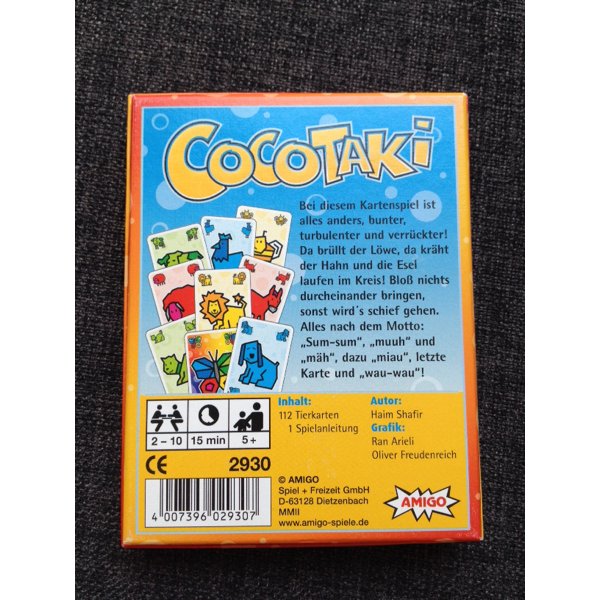 COCOTAKi
Bei diesem Kartenspiel ist
alles anders, bunter,
turbulenter und verrückter!
Da brüllt der Löwe, da kräht
der Hahn und die Esel
laufen im Kreis! Bloß nichts
durcheinander bringen,
sonst wird´s schief gehen.
Alles nach dem Motto:
„Sum-sum“, „muuh“ und
„mäh“, dazu „miau“, letzte
Karte und „wau-wau“!
Inhalt:
112 Tierkarten
1 Spielanleitung
Autor:
Haim Shafir
Grafik:
Ran Arieli
Oliver Freudenreich
2 – 10
15 min
5+
CE
2930
4 007396 029307
© AMIGO
Spiel + Freizeit GmbH
D-63128 Dietzenbach
MMII
www.amigo-spiele.de
AMIGO